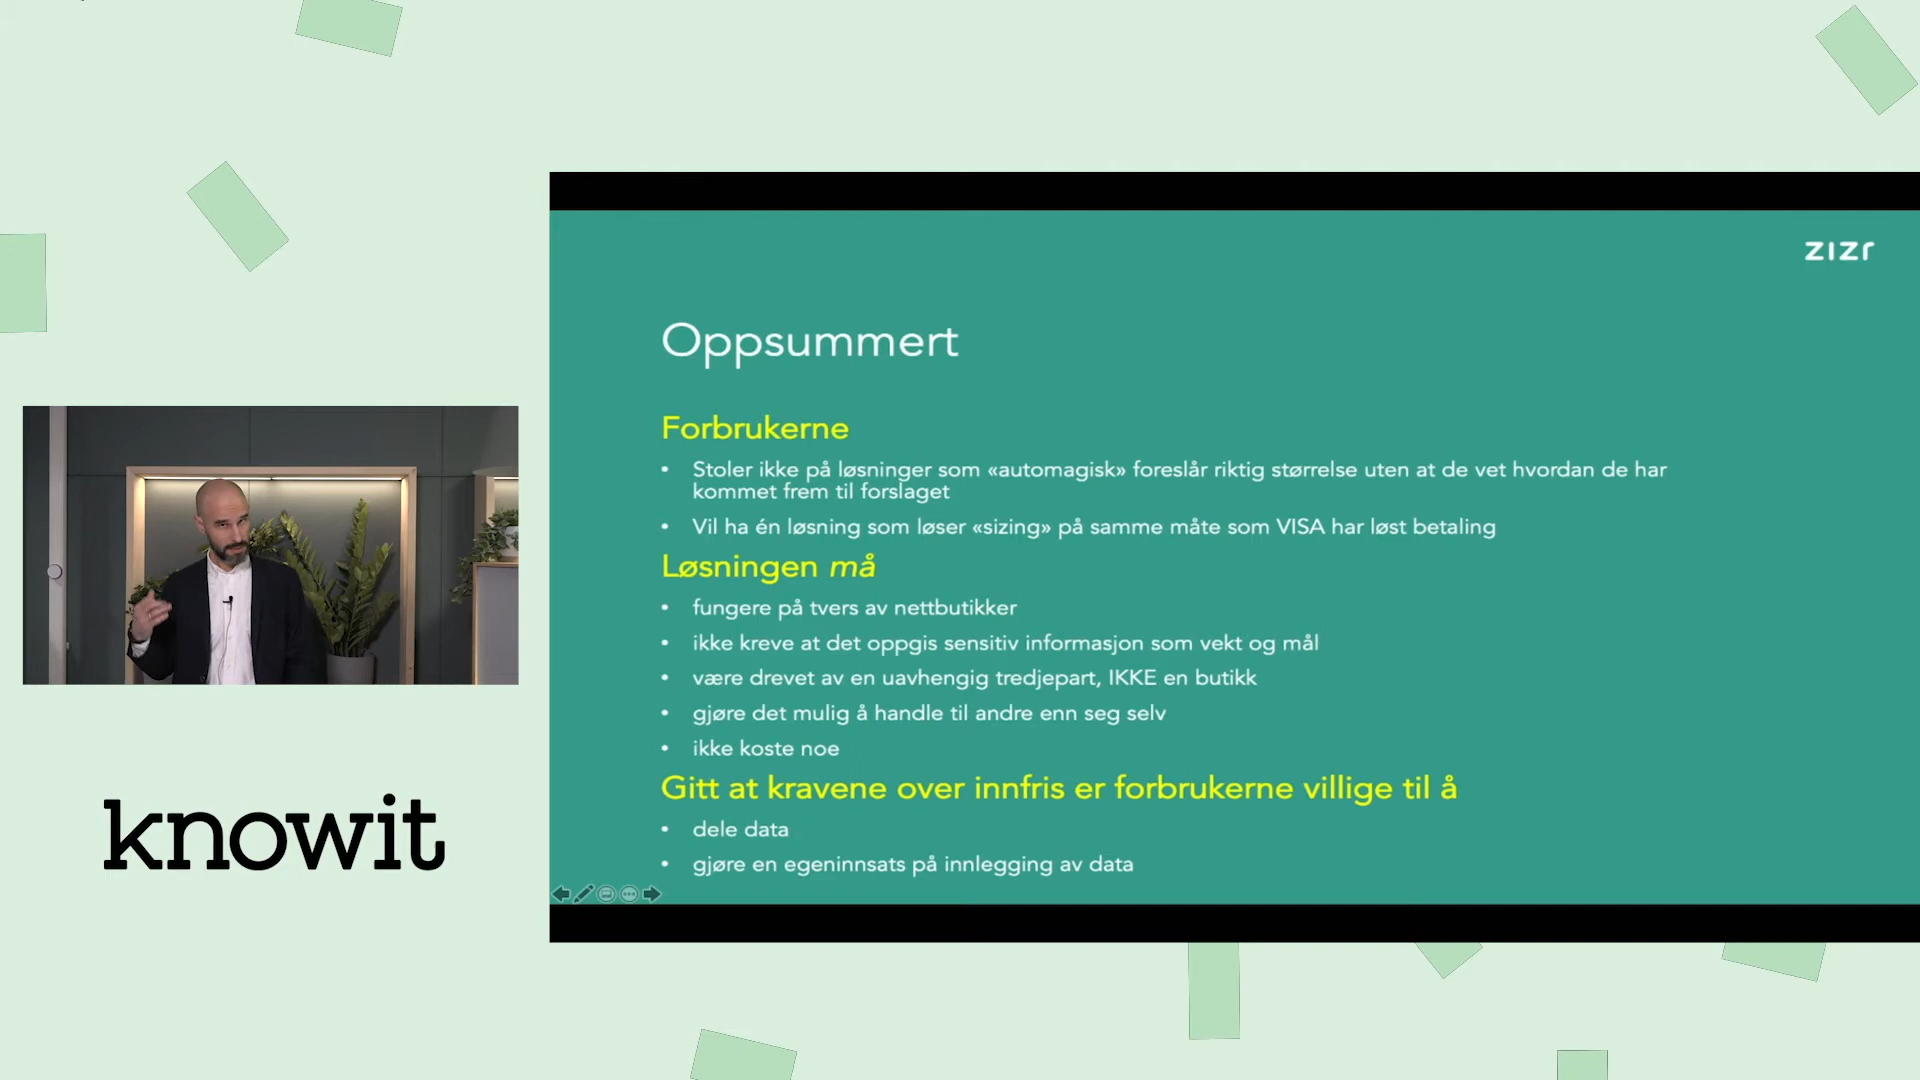 zizr
Oppsummert
Forbrukerne
• Stoler ikke på løsninger som «automagisk» foreslår riktig størrelse uten at de vet hvordan de har
kommet frem til forslaget
• Vil ha én løsning som løser «sizing» på samme måte som VISA har løst betaling
Løsningen må
• fungere på tvers av nettbutikker
• ikke kreve at det oppgis sensitiv informasjon som vekt og mål
• være drevet av en uavhengig tredjepart, IKKE en butikk
• gjøre det mulig å handle til andre enn seg selv
• ikke koste noe
Gitt at kravene over innfris er forbrukerne villige til å
• dele data
• gjøre en egeninnsats på innlegging av data
knowit